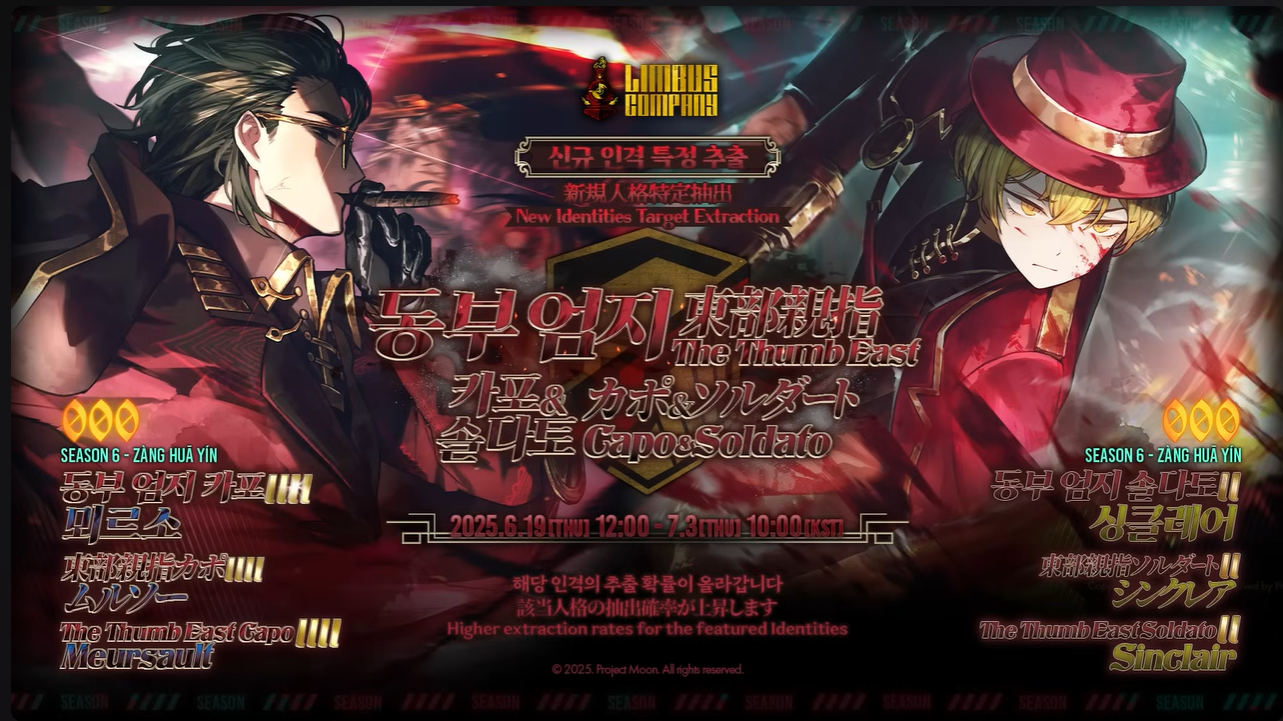 LIMBUS COMPANY
신규 인격 특정 추출
新規人格特定抽出
New Identities Target Extraction
동부 엄지 東部親指
The Thumb East
카포& カポ&ソルダート
솔다토 Capo&Soldato
2025.6.19[THU] 12:00 - 7.3[THU] 10:00[KST]
해당 인격의 추출 확률이 올라갑니다
該当人格の抽出確率が上昇します
Higher extraction rates for the featured Identities
© 2025. Project Moon. All rights reserved.
SEASON 6 - ZÀNG HUĀ YÍN
동부 엄지 카포IIII
뫼르소
東部親指カポIIII
ムルソー
The Thumb East Capo IIII
Meursault
SEASON 6 - ZÀNG HUĀ YÍN
동부 엄지 솔다토II
싱클레어
東部親指ソルダートII
シンクレア
The Thumb East Soldato II
Sinclair
SEASON SEASON SEASON SEASON SEASON SEASON SEASON SEASON SEASON